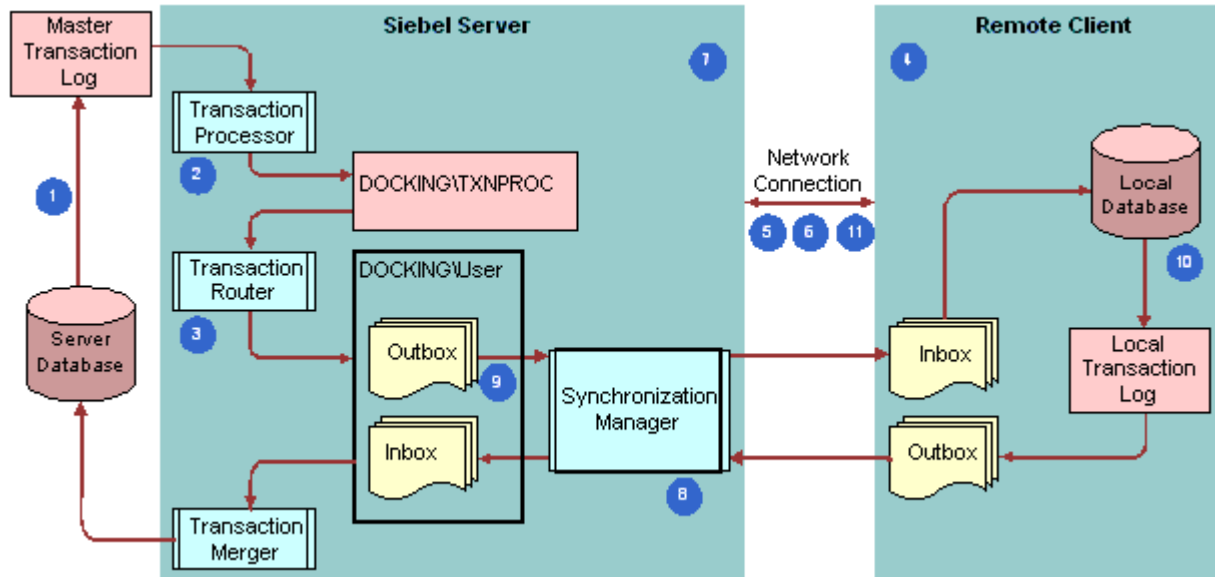 Master
Transaction
Log
Siebel Server
Remote Client
7
4
Transaction
Processor
2
DOCKING\TXNPROC
Network
Connection
5 6 11
Local
Database
1
10
Transaction
Router
3
DOCKING\User
Server
Database
Outbox
9
Synchronization
Manager
8
Inbox
Inbox
Local
Transaction
Log
Outbox
Transaction
Merger